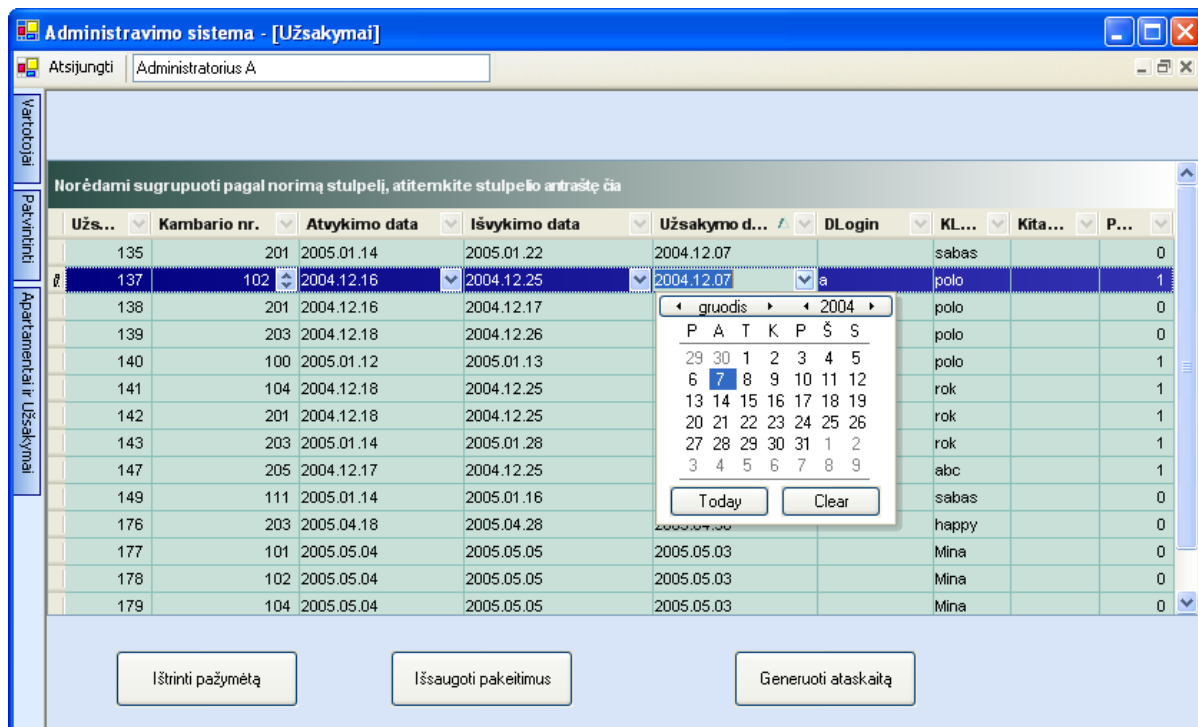 Administravimo sistema - [Užsakymai]
Atsijungti Administratorius A
Vartotojai
Patvirtinti
Apartamentai ir Užsakymai
Norėdami sugrupuoti pagal norimą stulpelį, atitemkite stulpelio antraštę čia
Užs... Kambario nr. Atvykimo data Išvykimo data Užsakymo d... DLogin KL... Kita... P...
135 201 2005.01.14 2005.01.22 2004.12.07 sabas 0
137 102 2004.12.16 2004.12.25 2004.12.07 a polo 1
138 201 2004.12.16 2004.12.17 polo 0
139 203 2004.12.18 2004.12.26 polo 0
140 100 2005.01.12 2005.01.13 polo 1
141 104 2004.12.18 2004.12.25 rok 1
142 201 2004.12.18 2004.12.25 rok 1
143 203 2005.01.14 2005.01.28 rok 1
147 205 2004.12.17 2004.12.25 abc 1
149 111 2005.01.14 2005.01.16 sabas 0
176 203 2005.04.18 2005.04.28 happy 0
177 101 2005.05.04 2005.05.05 2005.05.03 Mina 0
178 102 2005.05.04 2005.05.05 2005.05.03 Mina 0
179 104 2005.05.04 2005.05.05 2005.05.03 Mina 0
gruodis 2004
P A T K P Š S
29 30 1 2 3 4 5
6 7 8 9 10 11 12
13 14 15 16 17 18 19
20 21 22 23 24 25 26
27 28 29 30 31 1 2
3 4 5 6 7 8 9
Today Clear
Ištrinti pažymėtą Išsaugoti pakeitimus Generuoti ataskaitą